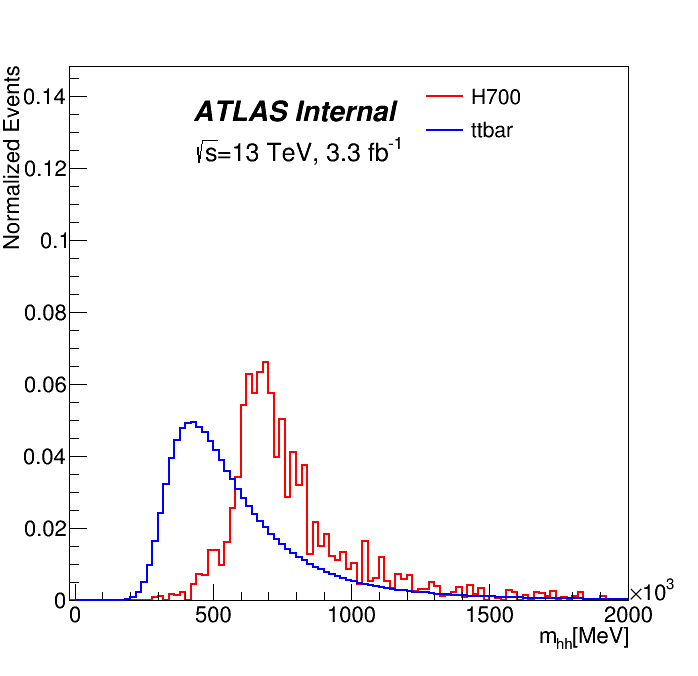 Normalized Events
0.14
0.12
0.1
0.08
0.06
0.04
0.02
0
ATLAS Internal
√s=13 TeV, 3.3 fb⁻¹
H700
ttbar
0 500 1000 1500 2000
×10³
m_hh[MeV]